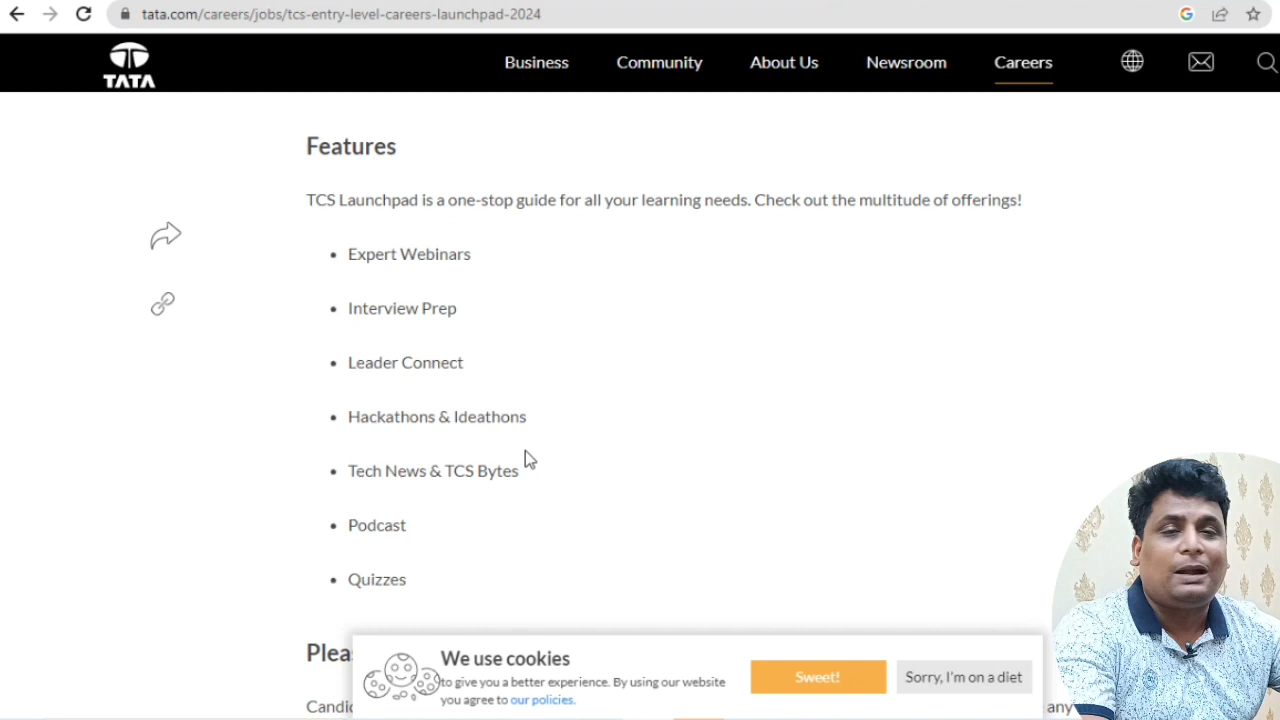 tata.com/careers/jobs/tcs-entry-level-careers-launchpad-2024
TATA
Business
Community
About Us
Newsroom
Careers
Features
TCS Launchpad is a one-stop guide for all your learning needs. Check out the multitude of offerings!
• Expert Webinars
• Interview Prep
• Leader Connect
• Hackathons & Ideathons
• Tech News & TCS Bytes
• Podcast
• Quizzes
We use cookies
to give you a better experience. By using our website
you agree to our policies.
Sweet!
Sorry, I'm on a diet
any